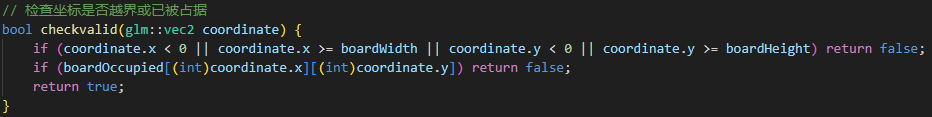 // 检查坐标是否越界或已被占据
bool checkvalid(glm::vec2 coordinate) {
    if (coordinate.x < 0 || coordinate.x >= boardWidth || coordinate.y < 0 || coordinate.y >= boardHeight) return false;
    if (boardOccupied[(int)coordinate.x][(int)coordinate.y]) return false;
    return true;
}